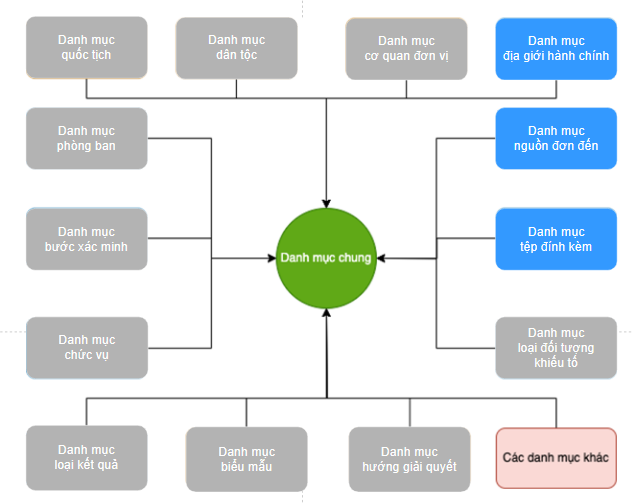 Danh mục
quốc tịch
Danh mục
dân tộc
Danh mục
cơ quan đơn vị
Danh mục
địa giới hành chính
Danh mục
phòng ban
Danh mục
nguồn đơn đến
Danh mục
bước xác minh
Danh mục chung
Danh mục
tệp đính kèm
Danh mục
chức vụ
Danh mục
loại đối tượng
khiếu tố
Danh mục
loại kết quả
Danh mục
biểu mẫu
Danh mục
hướng giải quyết
Các danh mục khác